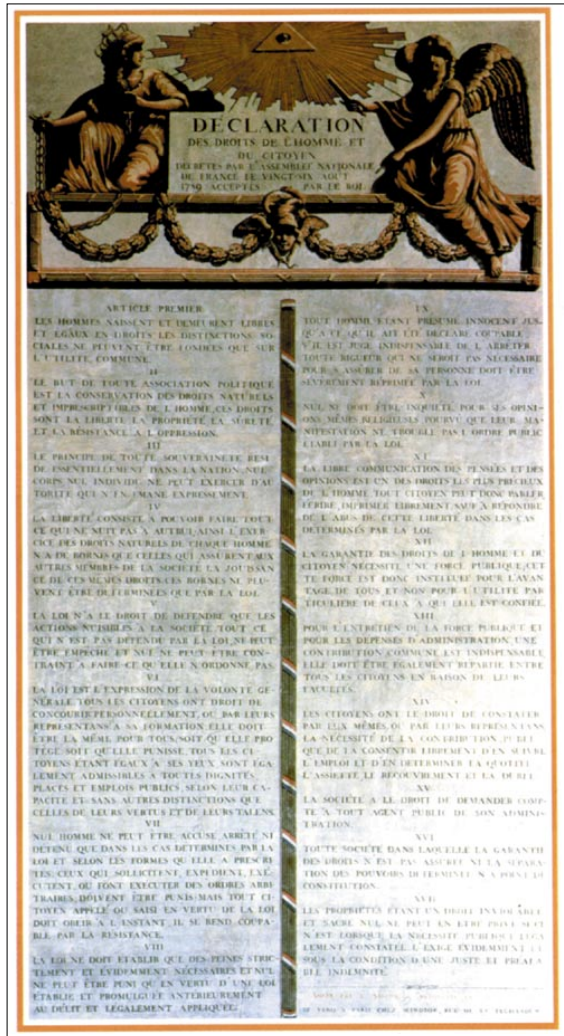 DÉCLARATION
DES DROITS DE L'HOMME ET
DU CITOYEN
DÉCRÉTÉS PAR L'ASSEMBLÉE NATIONALE
DE FRANCE LE VINGT-SIX AOUT
1789 ACCEPTÉS PAR LE ROI
ARTICLE PREMIER
LES HOMMES NAISSENT ET DEMEURENT LIBRES
ET EGAUX EN DROITS LES DISTINCTIONS SO-
CIALES NE PEUVENT ÊTRE FONDÉES QUE SUR
L'UTILITÉ COMMUNE
II
LE BUT DE TOUTE ASSOCIATION POLITIQUE
EST LA CONSERVATION DES DROITS NATURELS
ET IMPRESCRIPTIBLES DE L'HOMME, CES DROITS
SONT LA LIBERTÉ LA PROPRIÉTÉ LA SURETÉ
ET LA RÉSISTANCE A L'OPPRESSION.
III
LE PRINCIPE DE TOUTE SOUVERAINETÉ RESI-
DE ESSENTIELLEMENT DANS LA NATION, NUL
CORPS NUL INDIVIDU NE PEUT EXERCER D'AU-
TORITÉ QUI N'EN EMANE EXPRESSEMENT
IV
LA LIBERTÉ CONSISTE A POUVOIR FAIRE TOUT
CE QUI NE NUIT PAS A AUTRUI, AINSI L'EXER-
CICE DES DROITS NATURELS DE CHAQUE HOMME
N'A DE BORNES QUE CELLES QUI ASSURENT AUX
AUTRES MEMBRES DE LA SOCIETE LA JOUISSAN-
CE DE CES MÊMES DROITS, CES BORNES NE PEU-
VENT ÊTRE DETERMINÉES QUE PAR LA LOI
LA LOI N'A LE DROIT DE DÉFENDRE QUE LES
ACTIONS NUISIBLES A LA SOCIÉTÉ. TOUT CE
QUI N'EST PAS DÉFENDU PAR LA LOI NE PEUT
ÊTRE EMPÊCHÉ ET NUL NE PEUT ÊTRE CON-
TRAINT A FAIRE CE QU'ELLE N'ORDONNE PAS.
VI
LA LOI EST L'EXPRESSION DE LA VOLONTÉ GÉ-
NÉRALE TOUS LES CITOYENS ONT DROIT DE
CONCOURIR PERSONNELLEMENT, OU PAR LEURS
REPRÉSENTANS A SA FORMATION ELLE DOIT
ÊTRE LA MÊME POUR TOUS, SOIT QU'ELLE PRO-
TÉGE SOIT QU'ELLE PUNISSE, TOUS LES CI-
TOYENS ÉTANT ÉGAUX A SES YEUX SONT EGA-
LEMENT ADMISSIBLES A TOUTES DIGNITÉS
PLACES ET EMPLOIS PUBLICS, SELON LEUR CA-
PACITÉ ET SANS AUTRES DISTINCTIONS QUE
CELLES DE LEURS VERTUS ET DE LEURS TALENS.
VII
NUL HOMME NE PEUT ÊTRE ACCUSÉ ARRÊTÉ NI
DÉTENU QUE DANS LES CAS DÉTERMINÉS PAR LA
LOI ET SELON LES FORMES QU'ELLE A PRESCRI-
TES, CEUX QUI SOLLICITENT, EXPÉDIENT, EXÉ-
CUTENT, OU FONT EXÉCUTER DES ORDRES ARBI-
TRAIRES, DOIVENT ÊTRE PUNIS, MAIS TOUT CI-
TOYEN APPELÉ OU SAISI EN VERTU DE LA LOI
DOIT OBÉIR A L'INSTANT, IL SE REND COUPA-
BLE PAR LA RÉSISTANCE.
VIII
LA LOI NE DOIT ÉTABLIR QUE DES PEINES STRIC-
TEMENT ET ÉVIDEMMENT NÉCESSAIRES ET NUL
NE PEUT ÊTRE PUNI QU'EN VERTU D'UNE LOI
ÉTABLIE ET PROMULGUÉE ANTÉRIEUREMENT
AU DÉLIT ET LEGALEMENT APPLIQUÉE.
IX
TOUT HOMME ÉTANT PRÉSUMÉ INNOCENT JUS-
QU'A CE QU'IL AIT ÉTÉ DÉCLARÉ COUPABLE
S'IL EST JUGÉ INDISPENSABLE DE L'ARRÊTER
TOUTE RIGUEUR QUI NE SEROIT PAS NÉCESSAIRE
POUR S'ASSURER DE SA PERSONNE DOIT ÊTRE
SÉVÈREMENT RÉPRIMÉE PAR LA LOI
X
NUL NE DOIT ÊTRE INQUIÉTÉ POUR SES OPINI-
ONS, MÊMES RELIGIEUSES POURVU QUE LEUR MA-
NIFESTATION NE TROUBLE PAS L'ORDRE PUBLIC
ETABLI PAR LA LOI
XI
LA LIBRE COMMUNICATION DES PENSÉES ET DES
OPINIONS EST UN DES DROITS LES PLUS PRÉCIEUX
DE L'HOMME TOUT CITOYEN PEUT DONC PARLER
ÉCRIRE, IMPRIMER LIBREMENT, SAUF A RÉPONDRE
DE L'ABUS DE CETTE LIBERTÉ DANS LES CAS
DÉTERMINÉS PAR LA LOI
XII
LA GARANTIE DES DROITS DE L'HOMME ET DU
CITOYEN NÉCESSITE UNE FORCE PUBLIQUE, CET-
TE FORCE EST DONC INSTITUÉE POUR L'AVAN-
TAGE DE TOUS ET NON POUR L'UTILITÉ PAR-
TICULIÈRE DE CEUX A QUI ELLE EST CONFIÉE.
XIII
POUR L'ENTRETIEN DE LA FORCE PUBLIQUE ET
POUR LES DÉPENSES D'ADMINISTRATION, UNE
CONTRIBUTION COMMUNE EST INDISPENSABLE
ELLE DOIT ÊTRE ÉGALEMENT RÉPARTIE ENTRE
TOUS LES CITOYENS EN RAISON DE LEURS
FACULTÉS
XIV
LES CITOYENS ONT LE DROIT DE CONSTATER
PAR EUX MÊMES OU PAR LEURS REPRÉSENTANS
LA NÉCESSITÉ DE LA CONTRIBUTION PUBLI-
QUE DE LA CONSENTIR LIBREMENT D'EN SUIVRE
L'EMPLOI ET D'EN DETERMINER LA QUOTITÉ
L'ASSIETTE LE RECOUVREMENT ET LA DURÉE
XV
LA SOCIÉTÉ A LE DROIT DE DEMANDER COMP-
TE A TOUT AGENT PUBLIC DE SON ADMINIS-
TRATION.
XVI
TOUTE SOCIÉTÉ DANS LAQUELLE LA GARANTIE
DES DROITS N'EST PAS ASSURÉE NI LA SÉPARA-
TION DES POUVOIRS DÉTERMINÉE N'A POINT DE
CONSTITUTION.
XVII
LES PROPRIÉTÉS ÉTANT UN DROIT INVIOLABLE
ET SACRÉ NUL NE PEUT EN ÊTRE PRIVÉ SI CE
N'EST LORSQUE LA NÉCESSITÉ PUBLIQUE LÉGA-
LEMENT CONSTATÉE L'EXIGE ÉVIDEMMENT ET
SOUS LA CONDITION D'UNE JUSTE ET PRÉALA-
BLE INDEMNITÉ
SE VEND A PARIS CHEZ